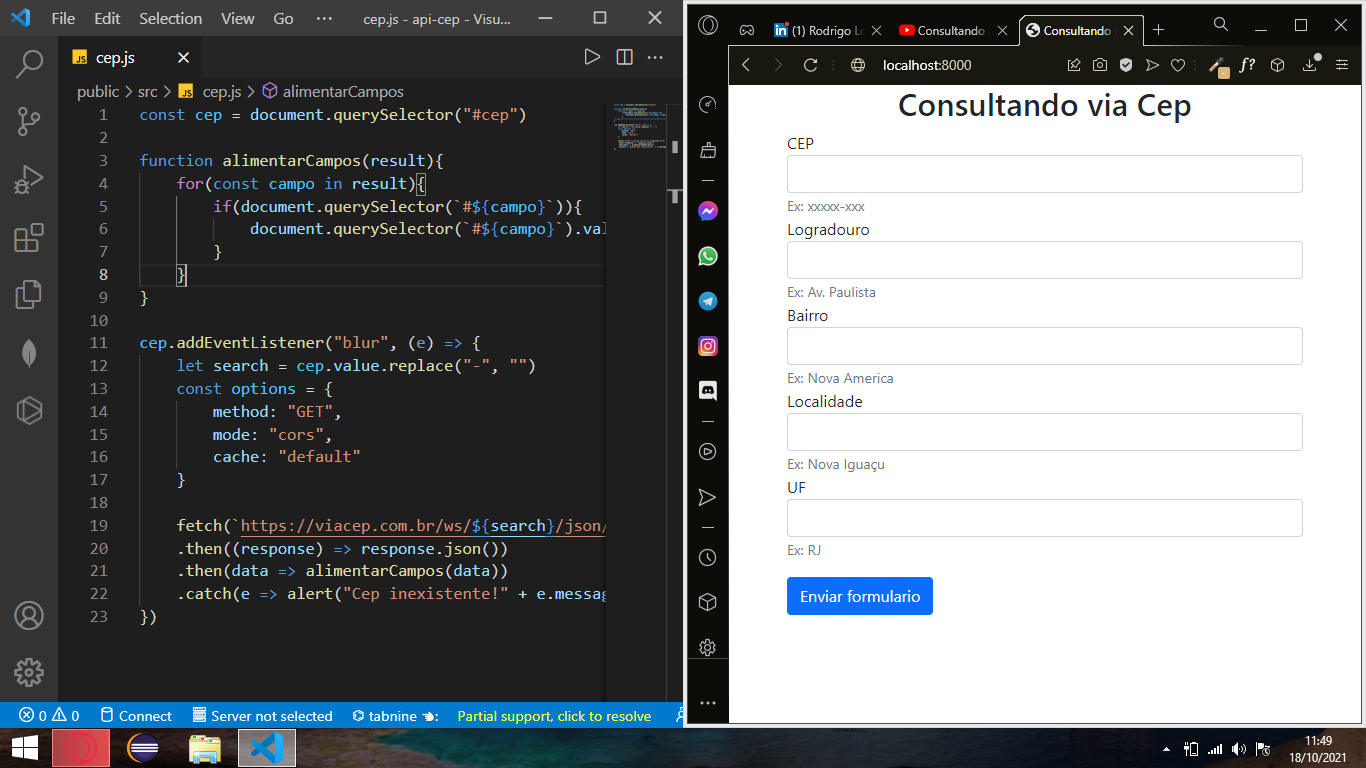 File Edit Selection View Go ··· cep.js - api-cep - Visu...
cep.js
public > src > JS cep.js > alimentarCampos
1 const cep = document.querySelector("#cep")
2
3 function alimentarCampos(result){
4 for(const campo in result){
5 if(document.querySelector(`#${campo}`)){
6 document.querySelector(`#${campo}`).val
7 }
8 }
9 }
10
11 cep.addEventListener("blur", (e) => {
12 let search = cep.value.replace("-", "")
13 const options = {
14 method: "GET",
15 mode: "cors",
16 cache: "default"
17 }
18
19 fetch(`https://viacep.com.br/ws/${search}/json/
20 .then((response) => response.json())
21 .then(data => alimentarCampos(data))
22 .catch(e => alert("Cep inexistente!" + e.messag
23 })
0 0 Connect Server not selected tabnine Partial support, click to resolve
(1) Rodrigo Lo
Consultando
Consultando
localhost:8000
Consultando via Cep
CEP
Ex: xxxxx-xxx
Logradouro
Ex: Av. Paulista
Bairro
Ex: Nova America
Localidade
Ex: Nova Iguaçu
UF
Ex: RJ
Enviar formulario
11:49
18/10/2021